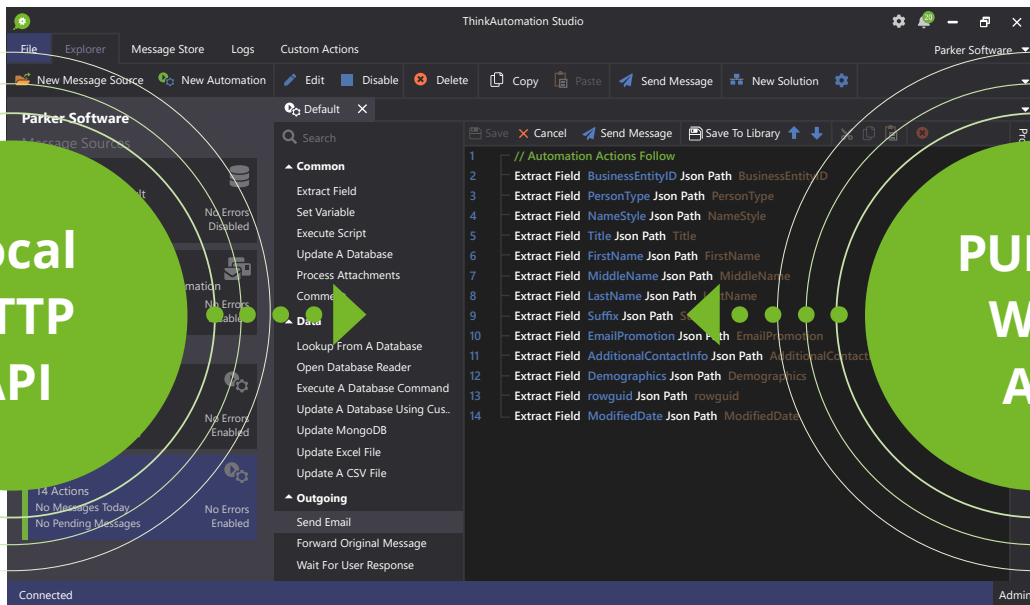 ThinkAutomation Studio
20
File Explorer Message Store Logs Custom Actions
Parker Software
New Message Source New Automation Edit Disable Delete Copy Paste Send Message New Solution
Parker Software
Message Sources
No Errors
Disabled
No Errors
No Errors
Enabled
14 Actions
No Messages Today
No Pending Messages
No Errors
Enabled
Default
Search
Common
Extract Field
Set Variable
Execute Script
Update A Database
Process Attachments
Data
Lookup From A Database
Open Database Reader
Execute A Database Command
Update A Database Using Cus..
Update MongoDB
Update Excel File
Update A CSV File
Outgoing
Send Email
Forward Original Message
Wait For User Response
Save Cancel Send Message Save To Library
1 // Automation Actions Follow
2 Extract Field BusinessEntityID Json Path BusinessEntityID
3 Extract Field PersonType Json Path PersonType
4 Extract Field NameStyle Json Path NameStyle
5 Extract Field Title Json Path Title
6 Extract Field FirstName Json Path FirstName
7 Extract Field MiddleName Json Path MiddleName
8 Extract Field LastName Json Path LastName
9 Extract Field Suffix Json Path
10 Extract Field EmailPromotion Json Path EmailPromotion
11 Extract Field AdditionalContactInfo Json Path AdditionalContact
12 Extract Field Demographics Json Path Demographics
13 Extract Field rowguid Json Path rowguid
14 Extract Field ModifiedDate Json Path ModifiedDate
ocal
TTP
API
PU
W
A
Connected
Admin